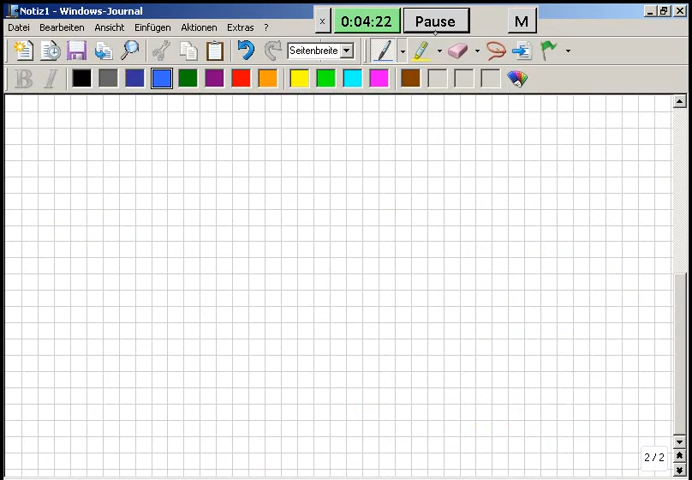 Notiz1 - Windows-Journal
x 0:04:22 Pause M
Datei Bearbeiten Ansicht Einfügen Aktionen Extras ?
Seitenbreite
B I
2 / 2